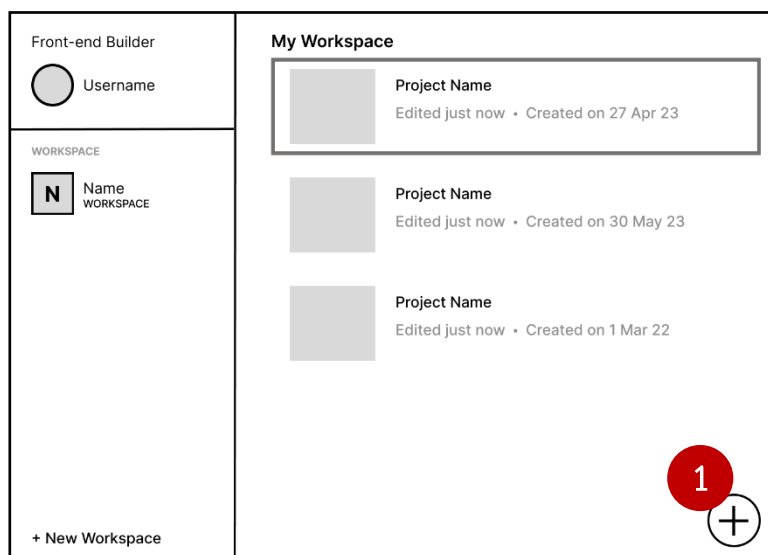 Front-end Builder
Username
WORKSPACE
N
Name
WORKSPACE
+ New Workspace
My Workspace
Project Name
Edited just now • Created on 27 Apr 23
Project Name
Edited just now • Created on 30 May 23
Project Name
Edited just now • Created on 1 Mar 22
1
+